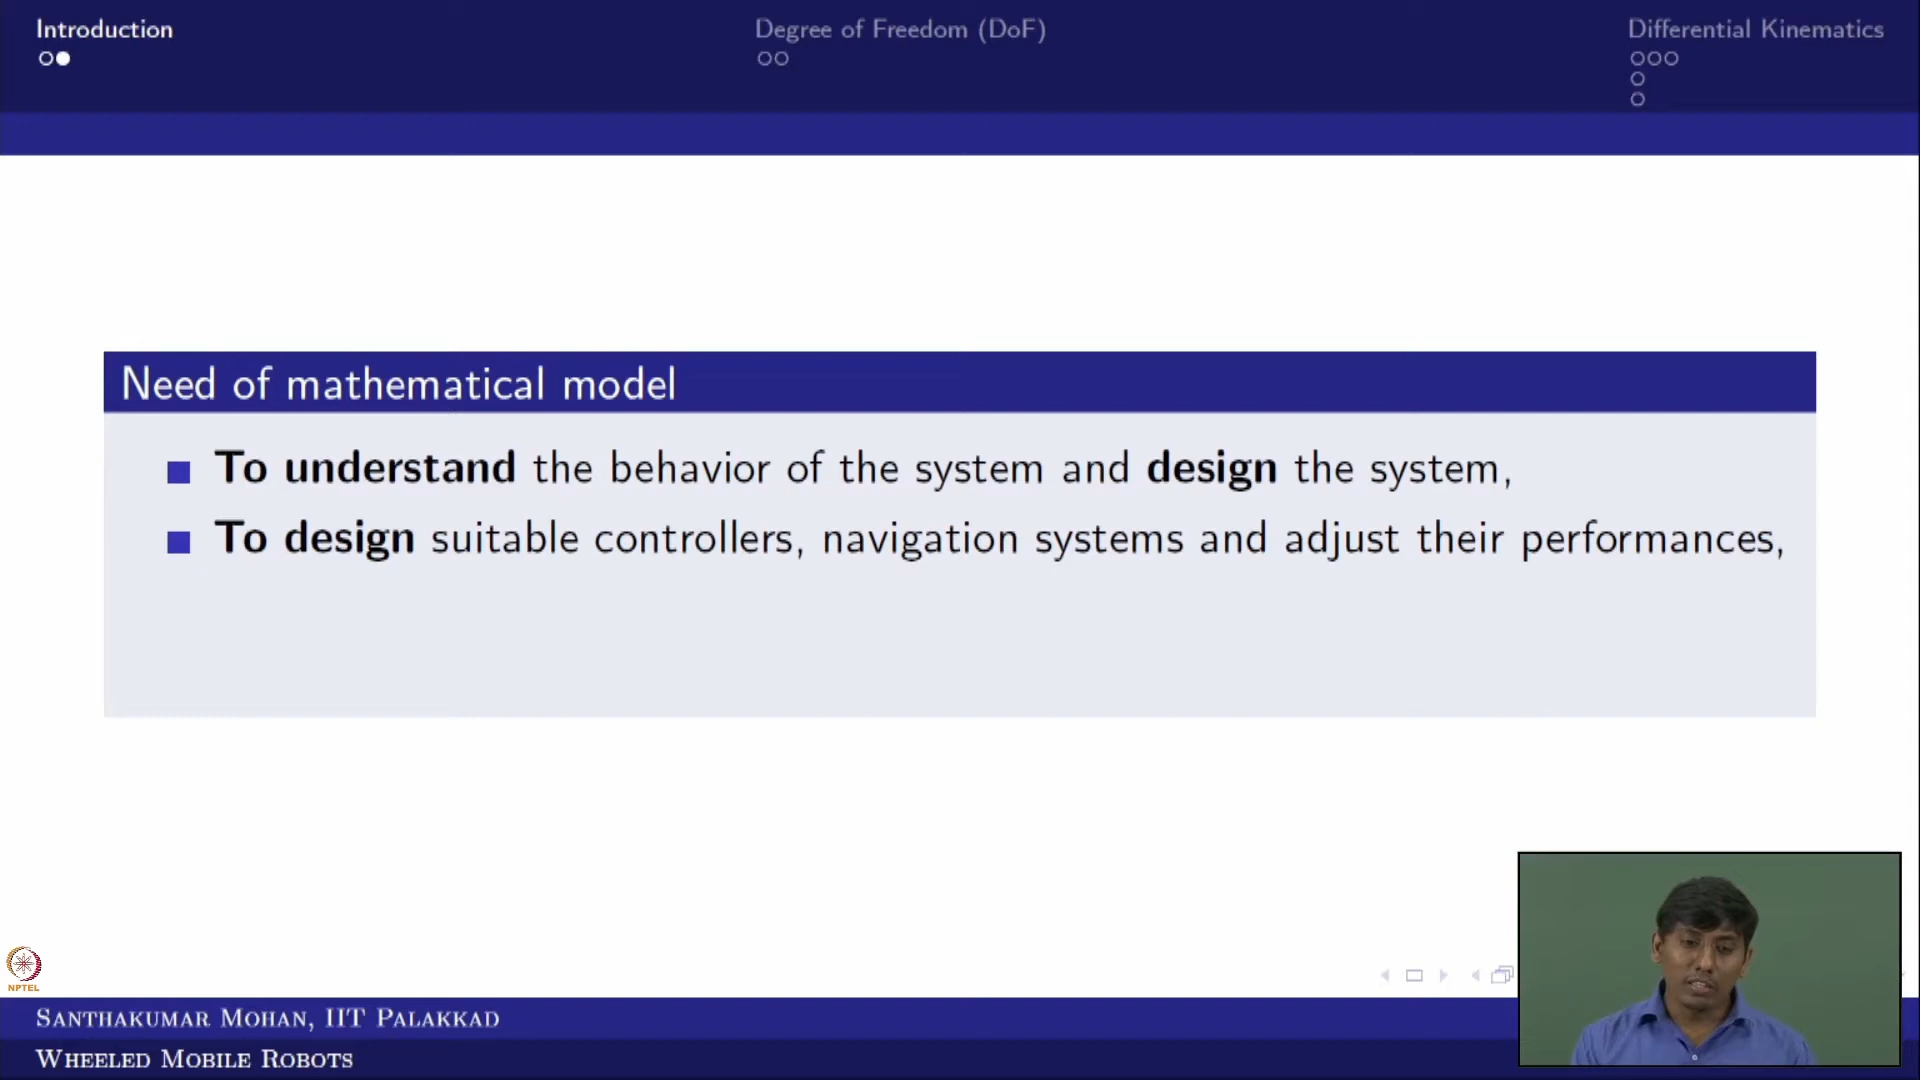 Introduction
Degree of Freedom (DoF)
Differential Kinematics
Need of mathematical model
To understand the behavior of the system and design the system,
To design suitable controllers, navigation systems and adjust their performances,
NPTEL
Santhakumar Mohan, IIT Palakkad
Wheeled Mobile Robots